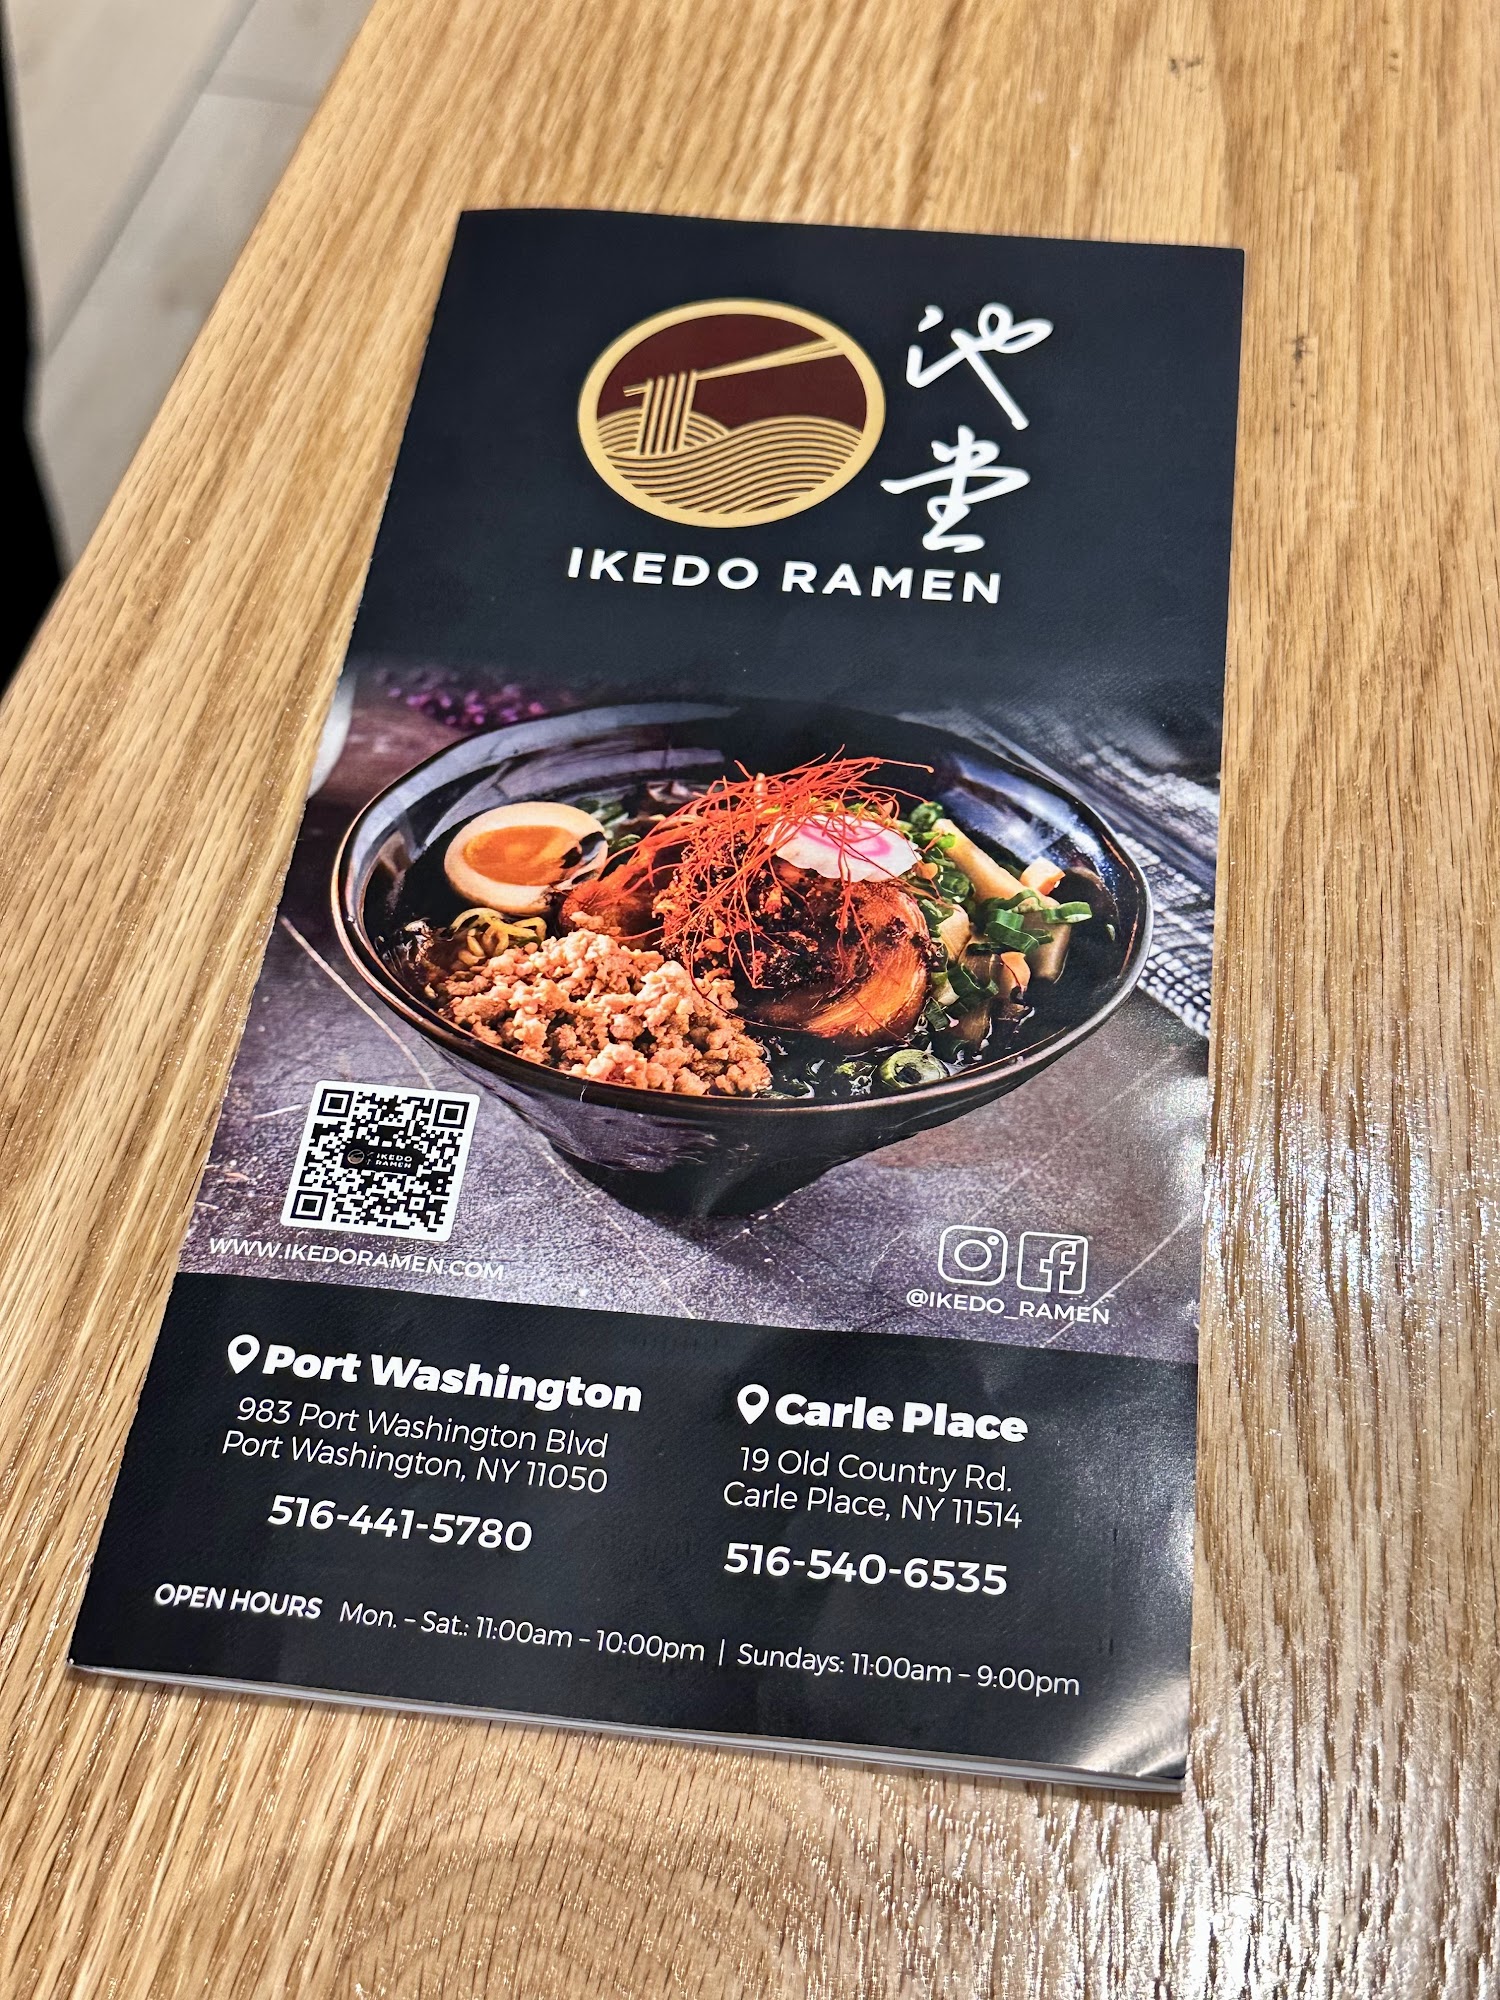 池堂
IKEDO RAMEN
IKEDO
RAMEN
WWW.IKEDORAMEN.COM
@IKEDO_RAMEN
Port Washington
983 Port Washington Blvd
Port Washington, NY 11050
516-441-5780
Carle Place
19 Old Country Rd.
Carle Place, NY 11514
516-540-6535
OPEN HOURS Mon. – Sat.: 11:00am – 10:00pm | Sundays: 11:00am – 9:00pm